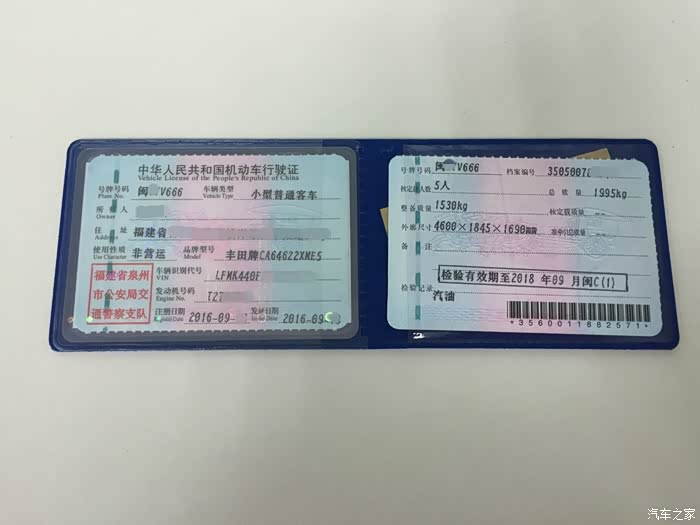 中华人民共和国机动车行驶证
Vehicle License of the People's Republic of China
号牌号码 闽 V666 车辆类型 小型普通客车
Plate No. Vehicle Type
所有人
Owner
住址 福建省
Address
使用性质 非营运 品牌型号 丰田牌CA64622XME5
Use Character Model
福建省泉州
市公安局交
通警察支队
车辆识别代号 LFMK440F
VIN
发动机号码
Engine No.
注册日期 2016-09- 发证日期 2016-09-
Register Date Issue Date
号牌号码 闽 V666 档案编号 3505007
核定载人数 5人 总质量 1995kg
整备质量 1530kg 核定载质量
外廓尺寸 4600×1845×1690mm 准牵引总质量
备注
检验有效期至2018年09月闽C(1)
检验记录
汽油
*3560011882571*
汽车之家